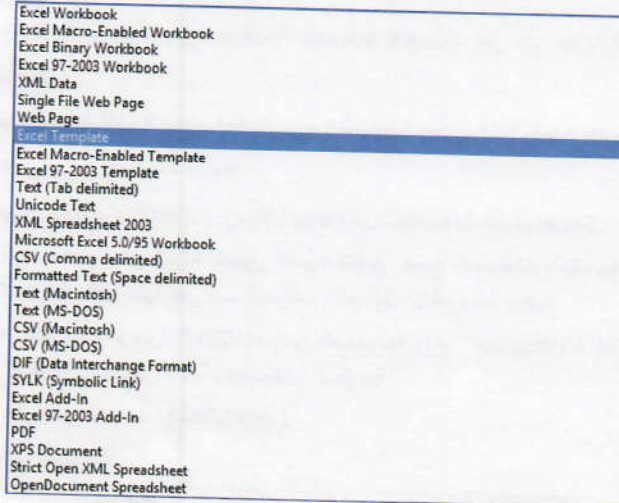 Excel Workbook
Excel Macro-Enabled Workbook
Excel Binary Workbook
Excel 97-2003 Workbook
XML Data
Single File Web Page
Web Page
Excel Template
Excel Macro-Enabled Template
Excel 97-2003 Template
Text (Tab delimited)
Unicode Text
XML Spreadsheet 2003
Microsoft Excel 5.0/95 Workbook
CSV (Comma delimited)
Formatted Text (Space delimited)
Text (Macintosh)
Text (MS-DOS)
CSV (Macintosh)
CSV (MS-DOS)
DIF (Data Interchange Format)
SYLK (Symbolic Link)
Excel Add-In
Excel 97-2003 Add-In
PDF
XPS Document
Strict Open XML Spreadsheet
OpenDocument Spreadsheet